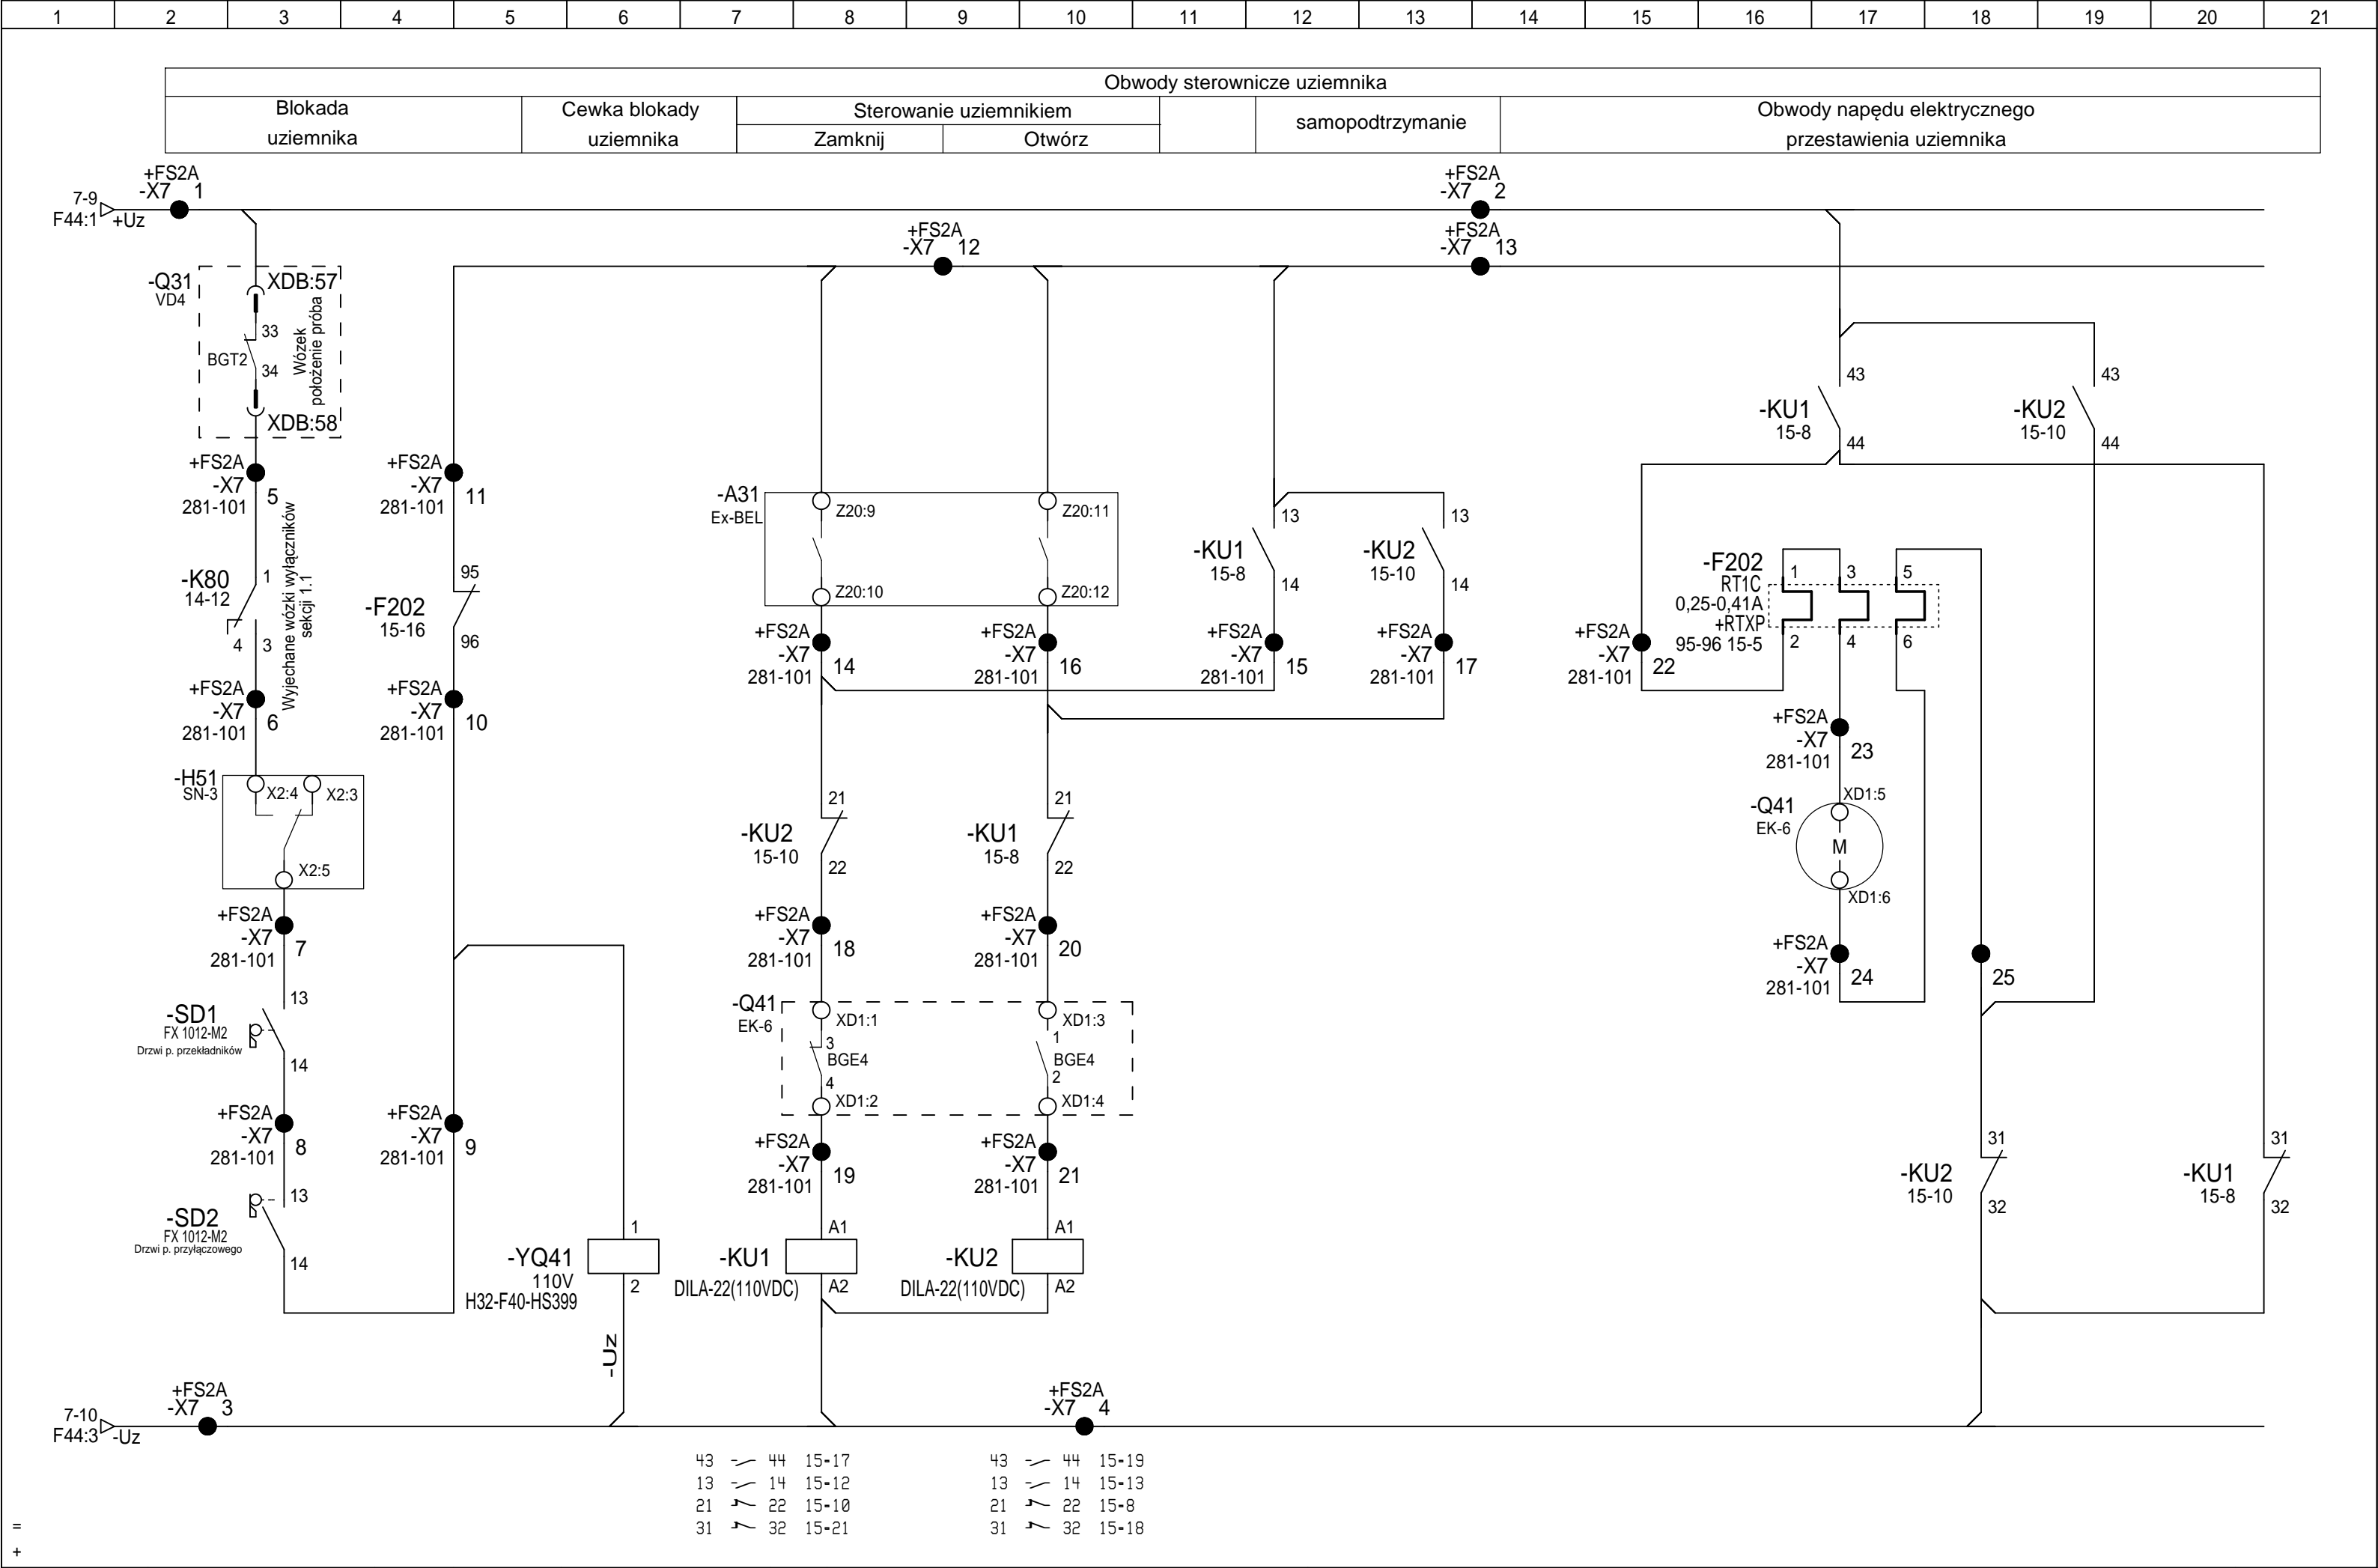 1 2 3 4 5 6 7 8 9 10 11 12 13 14 15 16 17 18 19 20 21
Obwody sterownicze uziemnika
Blokada
uziemnika
Cewka blokady
uziemnika
Sterowanie uziemnikiem
Zamknij
Otwórz
samopodtrzymanie
Obwody napędu elektrycznego
przestawienia uziemnika
7-9
F44:1
+Uz
+FS2A
-X7 1
+FS2A
-X7 2
+FS2A
-X7 12
+FS2A
-X7 13
-Q31
VD4
XDB:57
33
BGT2
34
Wózek
położenie próba
XDB:58
+FS2A
-X7
281-101
5
-K80
14-12
1
4
3
Wyjechane wózki wyłączników
sekcji 1.1
+FS2A
-X7
281-101
6
-H51
SN-3
X2:4
X2:3
X2:5
+FS2A
-X7
281-101
7
-SD1
FX 1012-M2
Drzwi p. przekładników
13
14
+FS2A
-X7
281-101
8
-SD2
FX 1012-M2
Drzwi p. przyłączowego
13
14
+FS2A
-X7
281-101
11
-F202
15-16
95
96
+FS2A
-X7
281-101
10
+FS2A
-X7
281-101
9
-YQ41
110V
H32-F40-HS399
1
2
-Uz
-A31
Ex-BEL
Z20:9
Z20:10
Z20:11
Z20:12
+FS2A
-X7
281-101
14
+FS2A
-X7
281-101
16
-KU1
15-8
13
14
-KU2
15-10
13
14
+FS2A
-X7
281-101
15
+FS2A
-X7
281-101
17
-KU2
15-10
21
22
-KU1
15-8
21
22
+FS2A
-X7
281-101
18
+FS2A
-X7
281-101
20
-Q41
EK-6
XD1:1
3
BGE4
4
XD1:2
XD1:3
1
BGE4
2
XD1:4
+FS2A
-X7
281-101
19
+FS2A
-X7
281-101
21
-KU1
DILA-22(110VDC)
A1
A2
-KU2
DILA-22(110VDC)
A1
A2
-KU1
15-8
43
44
-KU2
15-10
43
44
-F202
RT1C
0,25-0,41A
+RTXP
95-96 15-5
1
3
5
2
4
6
+FS2A
-X7
281-101
22
+FS2A
-X7
281-101
23
-Q41
EK-6
XD1:5
M
XD1:6
+FS2A
-X7
281-101
24
25
-KU2
15-10
31
32
-KU1
15-8
31
32
7-10
F44:3
-Uz
+FS2A
-X7 3
+FS2A
-X7 4
43 44 15-17
13 14 15-12
21 22 15-10
31 32 15-21
43 44 15-19
13 14 15-13
21 22 15-8
31 32 15-18
=
+